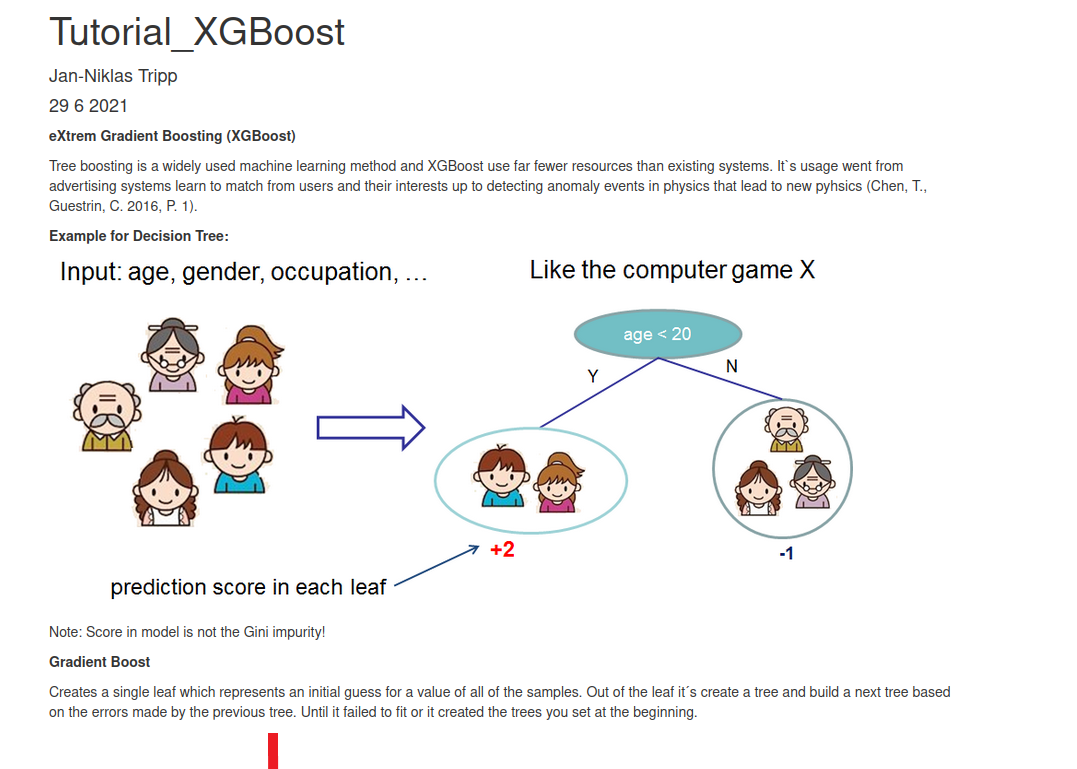 Tutorial_XGBoost
Jan-Niklas Tripp
29 6 2021
eXtrem Gradient Boosting (XGBoost)
Tree boosting is a widely used machine learning method and XGBoost use far fewer resources than existing systems. It`s usage went from
advertising systems learn to match from users and their interests up to detecting anomaly events in physics that lead to new pyhsics (Chen, T.,
Guestrin, C. 2016, P. 1).
Example for Decision Tree:
Input: age, gender, occupation, …
Like the computer game X
age < 20
Y
N
+2
-1
prediction score in each leaf
Note: Score in model is not the Gini impurity!
Gradient Boost
Creates a single leaf which represents an initial guess for a value of all of the samples. Out of the leaf it´s create a tree and build a next tree based
on the errors made by the previous tree. Until it failed to fit or it created the trees you set at the beginning.